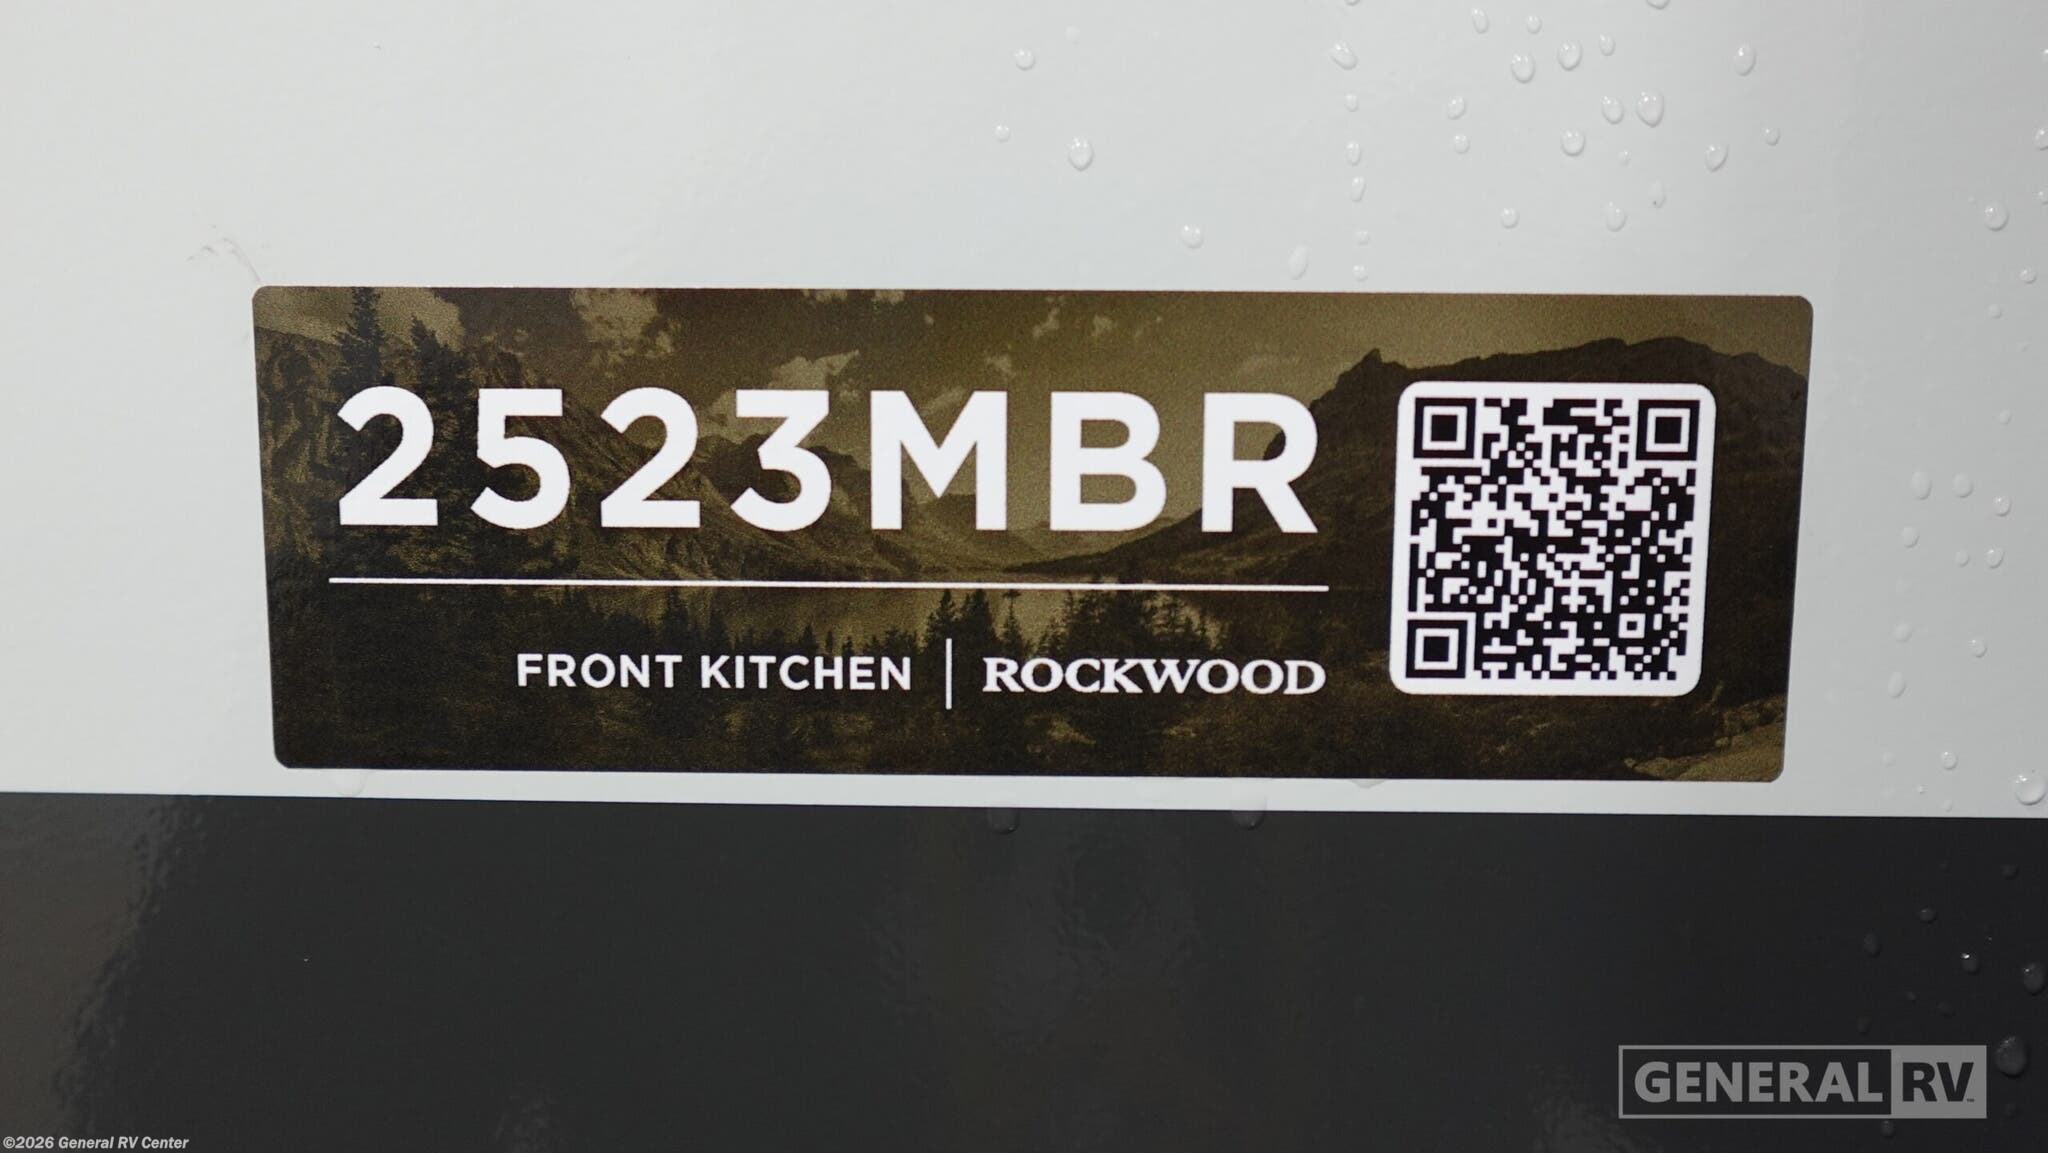 2523MBR
FRONT KITCHEN | ROCKWOOD
GENERAL RV
©2026 General RV Center